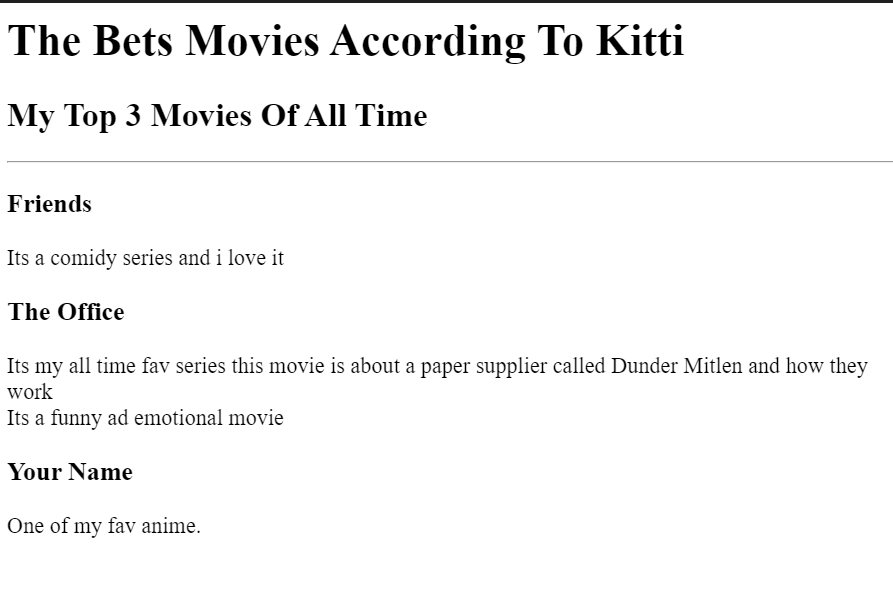 The Bets Movies According To Kitti
My Top 3 Movies Of All Time
Friends
Its a comidy series and i love it
The Office
Its my all time fav series this movie is about a paper supplier called Dunder Mitlen and how they
work
Its a funny ad emotional movie
Your Name
One of my fav anime.